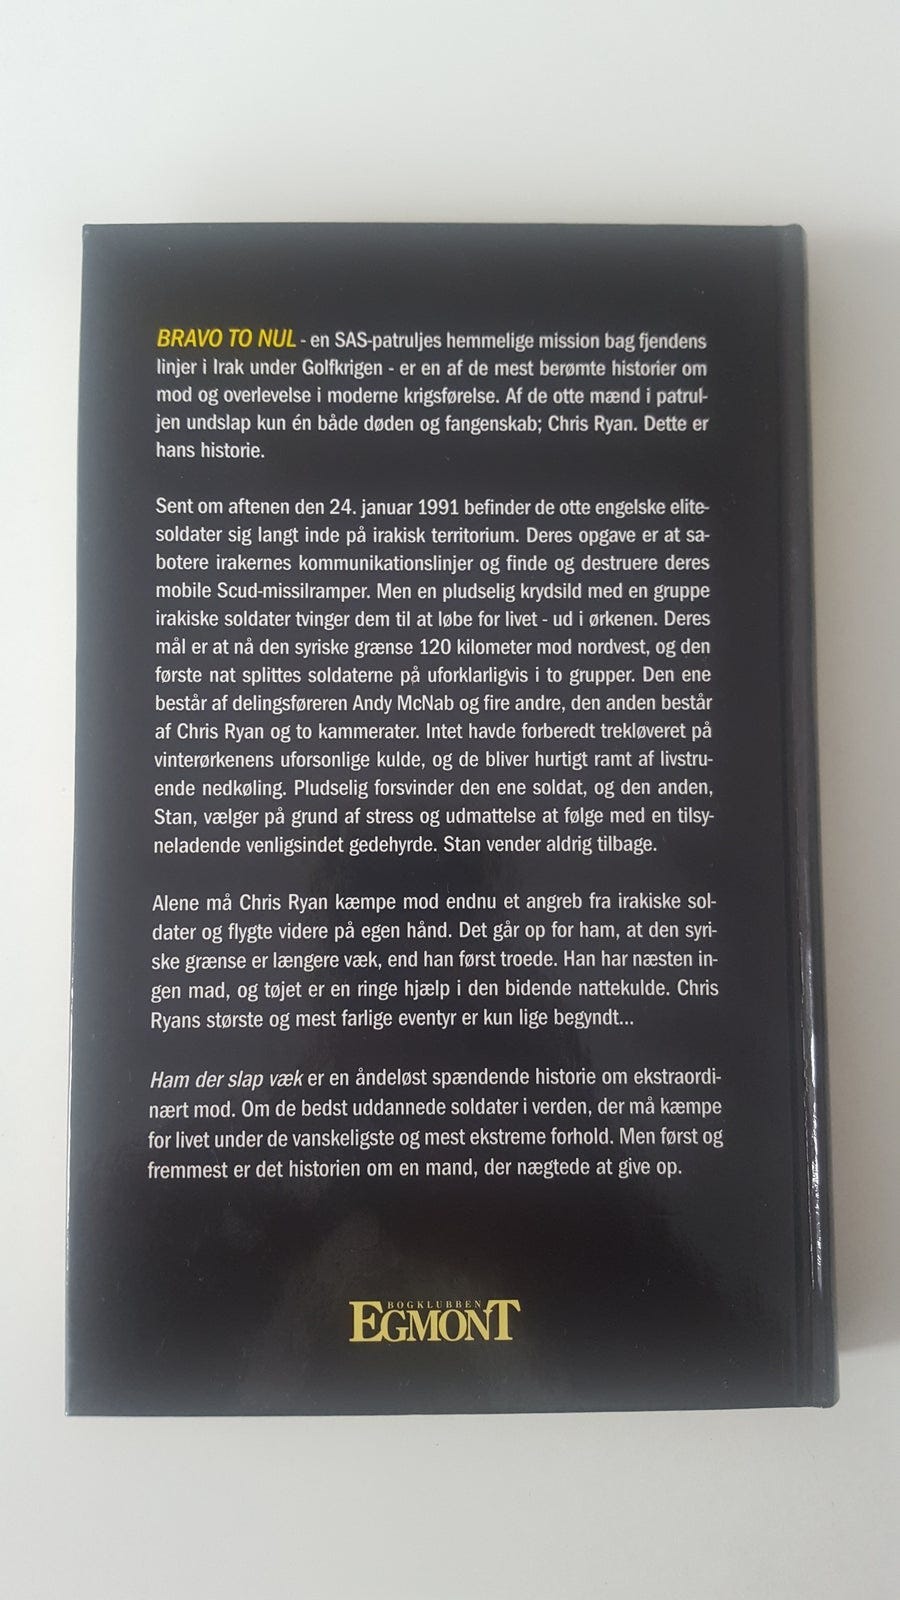 BRAVO TO NUL - en SAS-patruljes hemmelige mission bag fjendens
linjer i Irak under Golfkrigen - er en af de mest berømte historier om
mod og overlevelse i moderne krigsførelse. Af de otte mænd i patrul-
jen undslap kun én både døden og fangenskab; Chris Ryan. Dette er
hans historie.
Sent om aftenen den 24. januar 1991 befinder de otte engelske elite-
soldater sig langt inde på irakisk territorium. Deres opgave er at sa-
botere irakernes kommunikationslinjer og finde og destruere deres
mobile Scud-missilramper. Men en pludselig krydsild med en gruppe
irakiske soldater tvinger dem til at løbe for livet - ud i ørkenen. Deres
mål er at nå den syriske grænse 120 kilometer mod nordvest, og den
første nat splittes soldaterne på uforklarligvis i to grupper. Den ene
består af delingsføreren Andy McNab og fire andre, den anden består
af Chris Ryan og to kammerater. Intet havde forberedt trekløveret på
vinterørkenens uforsonlige kulde, og de bliver hurtigt ramt af livstru-
ende nedkøling. Pludselig forsvinder den ene soldat, og den anden,
Stan, vælger på grund af stress og udmattelse at følge med en tilsy-
neladende venligsindet gedehyrde. Stan vender aldrig tilbage.
Alene må Chris Ryan kæmpe mod endnu et angreb fra irakiske sol-
dater og flygte videre på egen hånd. Det går op for ham, at den syri-
ske grænse er længere væk, end han først troede. Han har næsten in-
gen mad, og tøjet er en ringe hjælp i den bidende nattekulde. Chris
Ryans største og mest farlige eventyr er kun lige begyndt...
Ham der slap væk er en åndeløst spændende historie om ekstraordi-
nært mod. Om de bedst uddannede soldater i verden, der må kæmpe
for livet under de vanskeligste og mest ekstreme forhold. Men først og
fremmest er det historien om en mand, der nægtede at give op.
BOGKLUBBEN
EGMONT